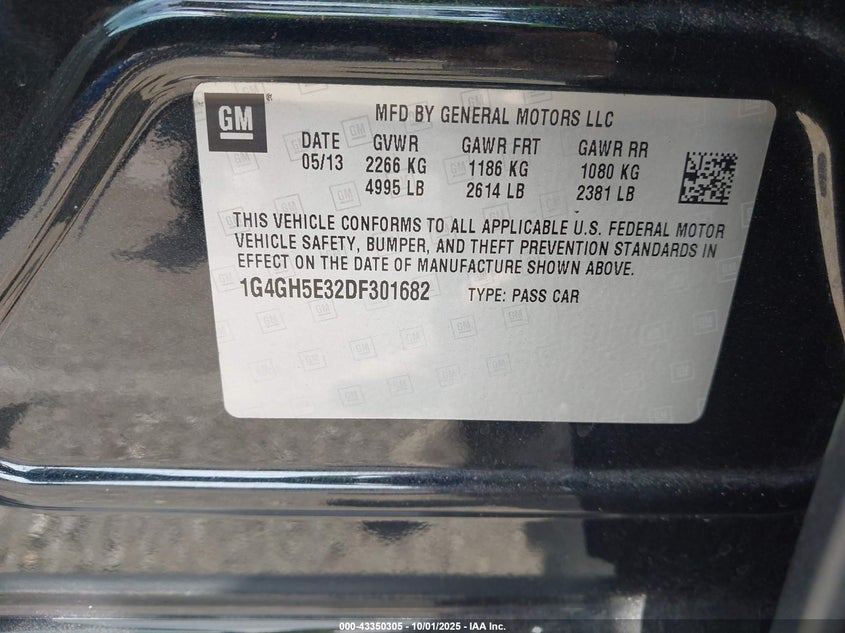 GM
MFD BY GENERAL MOTORS LLC
DATE GVWR GAWR FRT GAWR RR
05/13 2266 KG 1186 KG 1080 KG
4995 LB 2614 LB 2381 LB
THIS VEHICLE CONFORMS TO ALL APPLICABLE U.S. FEDERAL MOTOR
VEHICLE SAFETY, BUMPER, AND THEFT PREVENTION STANDARDS IN
EFFECT ON THE DATE OF MANUFACTURE SHOWN ABOVE.
1G4GH5E32DF301682 TYPE: PASS CAR
000-43350305 - 10/01/2025 - IAA Inc.